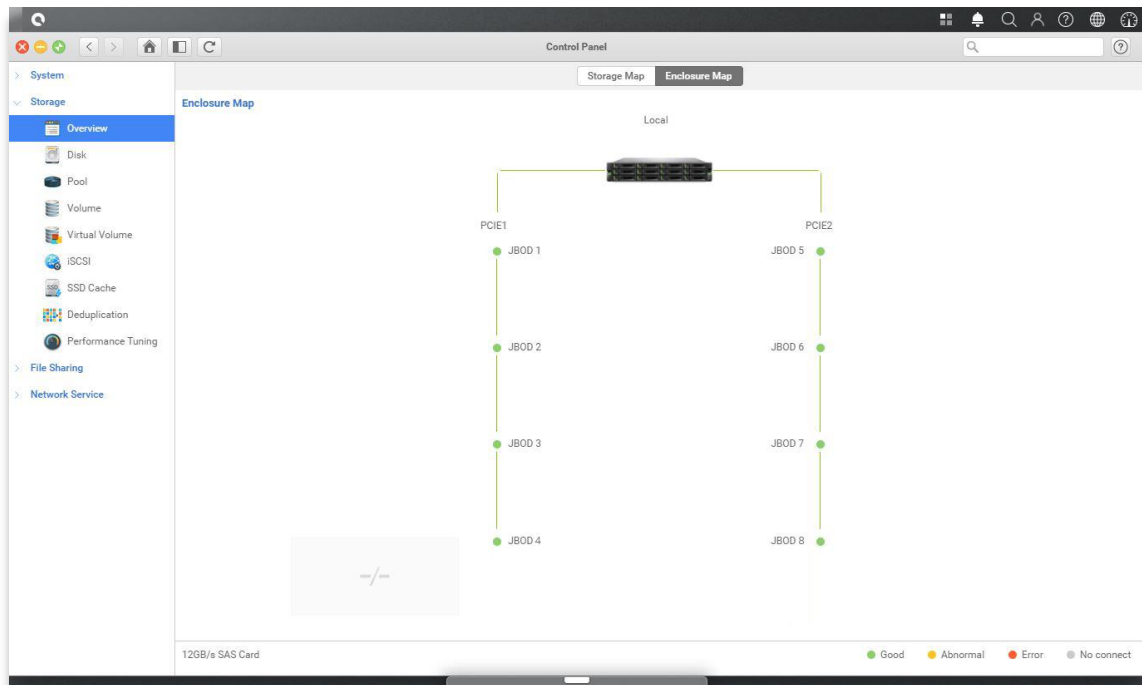 Control Panel
System
Storage Map Enclosure Map
Storage
Enclosure Map
Overview
Local
Disk
Pool
Volume
PCIE1 PCIE2
Virtual Volume
JBOD 1 JBOD 5
iSCSI
SSD Cache
Deduplication
Performance Tuning
JBOD 2 JBOD 6
File Sharing
Network Service
JBOD 3 JBOD 7
JBOD 4 JBOD 8
-/-
12GB/s SAS Card Good Abnormal Error No connect